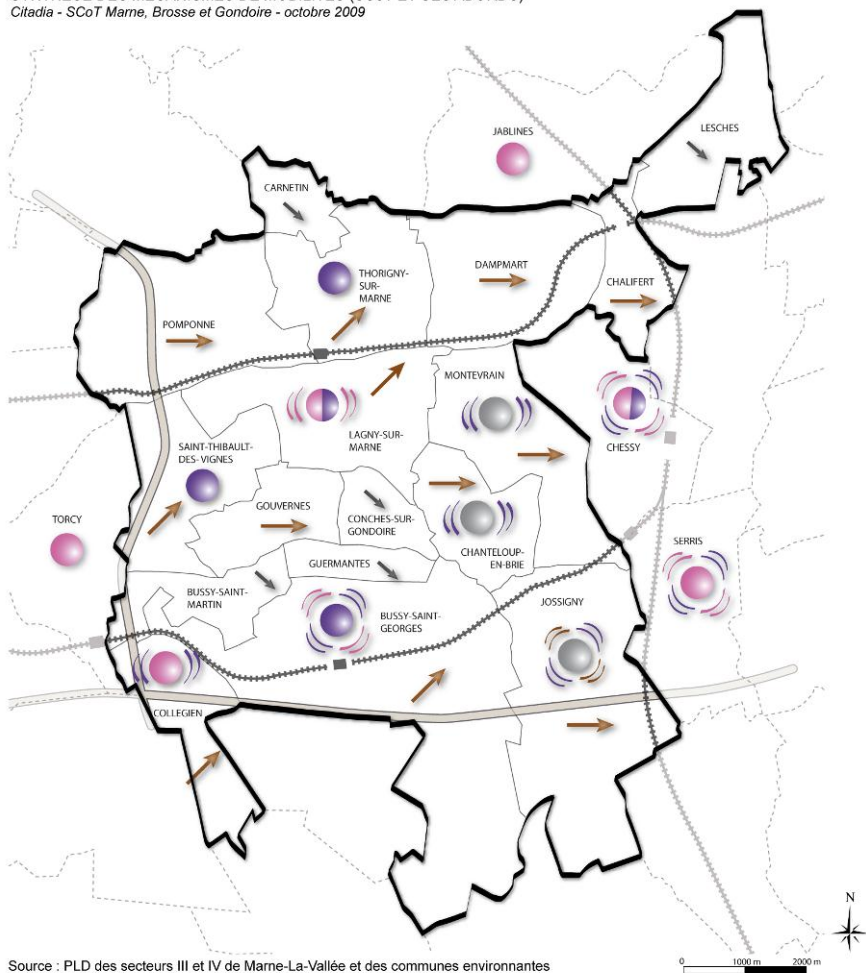 Citadia - SCoT Marne, Brosse et Gondoire - octobre 2009
JABLINES
LESCHES
CARNETIN
THORIGNY-
SUR-
MARNE
DAMPMART
CHALIFERT
POMPONNE
MONTEVRAIN
LAGNY-SUR-
MARNE
CHESSY
SAINT-THIBAULT-
DES-VIGNES
GOUVERNES
CONCHES-SUR-
GONDOIRE
TORCY
CHANTELOUP-
EN-BRIE
SERRIS
GUERMANTES
BUSSY-SAINT-
MARTIN
BUSSY-SAINT-
GEORGES
JOSSIGNY
COLLEGIEN
N
Source : PLD des secteurs III et IV de Marne-La-Vallée et des communes environnantes
0 1000 m 2000 m